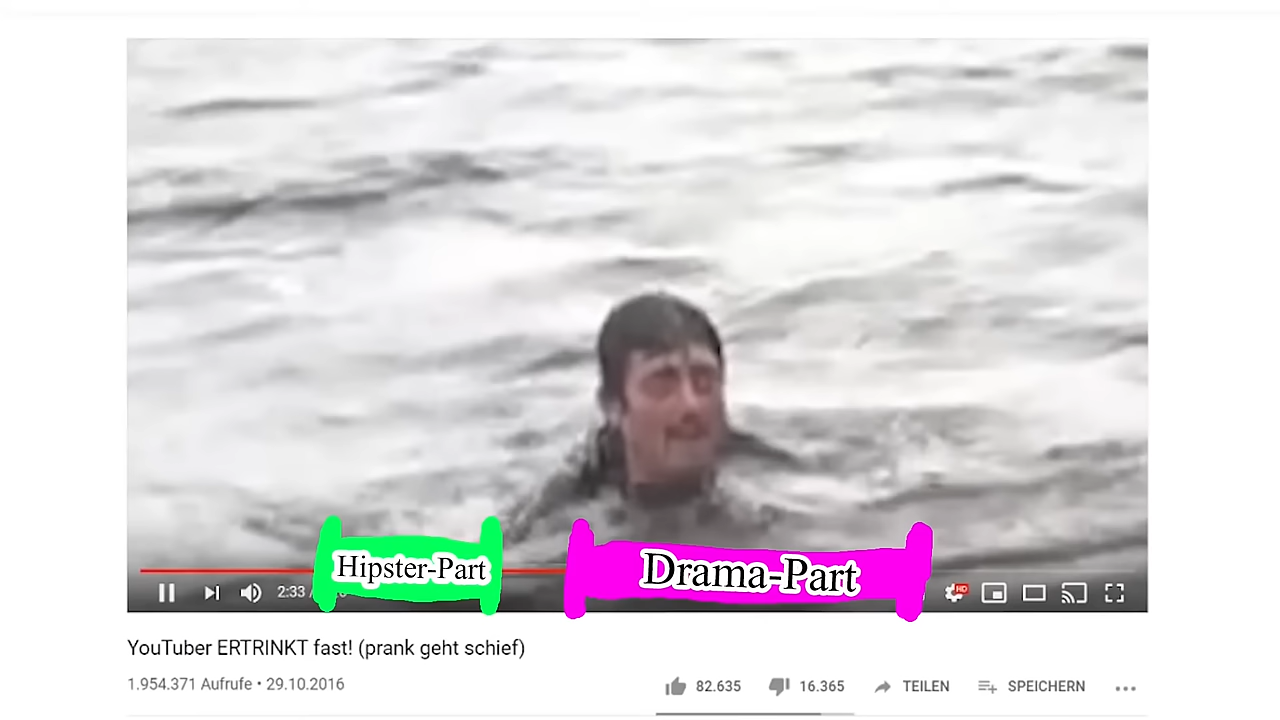 Hipster-Part
Drama-Part
2:33 /
HD
YouTuber ERTRINKT fast! (prank geht schief)
1.954.371 Aufrufe • 29.10.2016
82.635
16.365
TEILEN
SPEICHERN